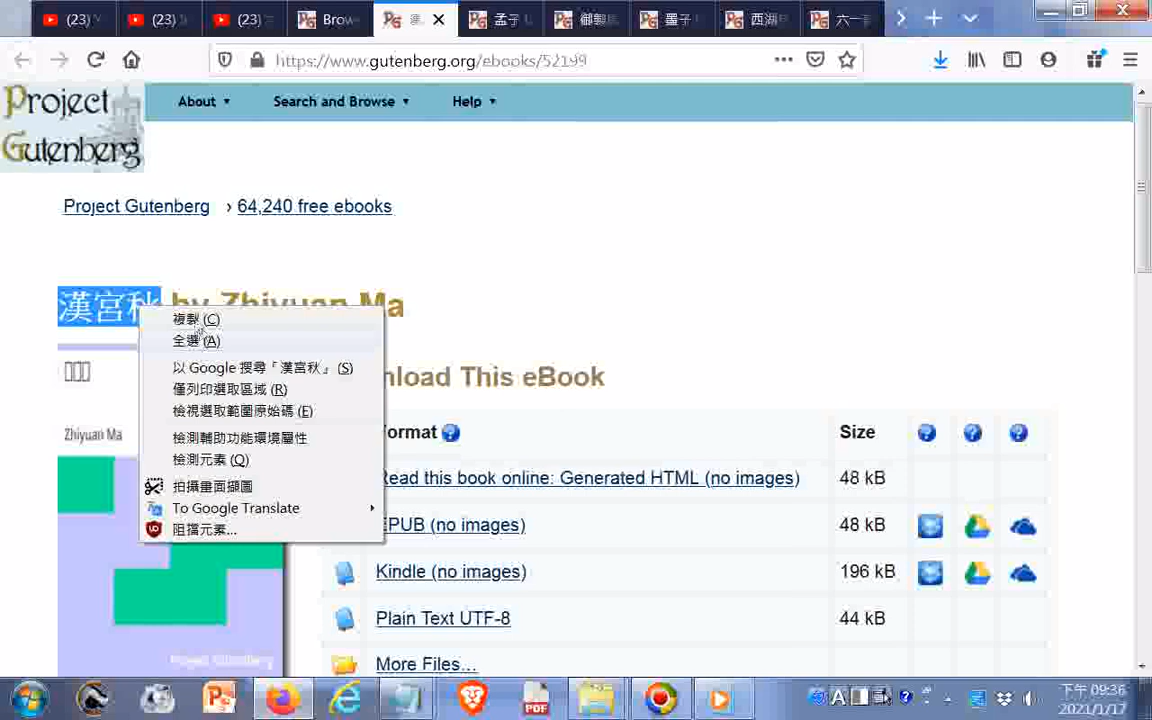 (23)
(23)
(23)
Brow
孟子
墨子
西湖
六一
https://www.gutenberg.org/ebooks/52199
Project
Gutenberg
About
Search and Browse
Help
Project Gutenberg
› 64,240 free ebooks
漢宮秋 by Zhiyuan Ma
複製 (C)
全選 (A)
以 Google 搜尋「漢宮秋」 (S)
僅列印選取區域 (R)
檢視選取範圍原始碼 (E)
檢測輔助功能環境屬性
檢測元素 (Q)
拍攝畫面擷圖
To Google Translate
阻擋元素...
Zhiyuan Ma
Project Gutenberg
nload This eBook
Format
Size
Read this book online: Generated HTML (no images)
48 kB
EPUB (no images)
48 kB
Kindle (no images)
196 kB
Plain Text UTF-8
44 kB
More Files…
PDF
A
下午 09:36
2021/1/17